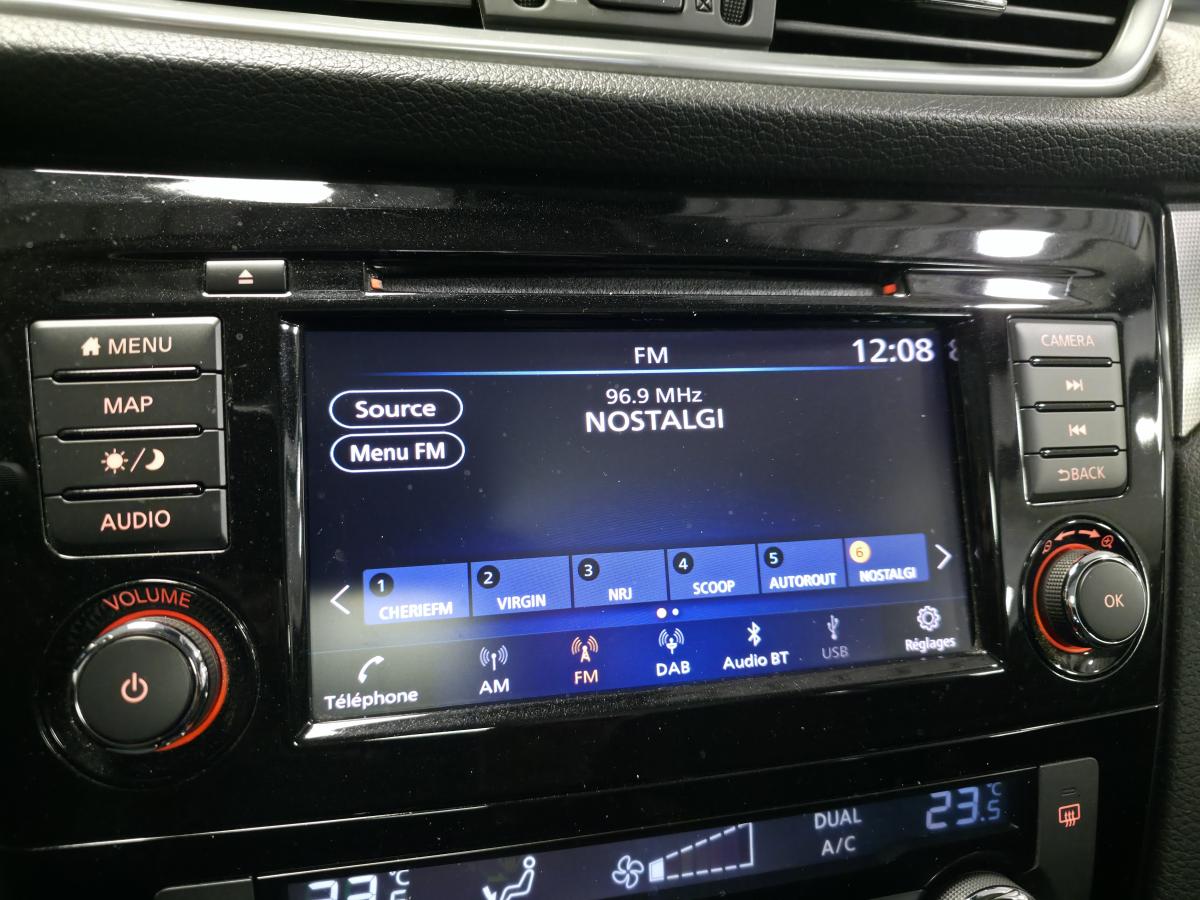 MENU
MAP
AUDIO
VOLUME
FM
12:08
96.9 MHz
NOSTALGI
Source
Menu FM
1 CHERIEFM
2 VIRGIN
3 NRJ
4 SCOOP
5 AUTOROUT
6 NOSTALGI
Téléphone
AM
FM
DAB
Audio BT
USB
Réglages
CAMERA
BACK
OK
DUAL
A/C
23.5 °C
°C